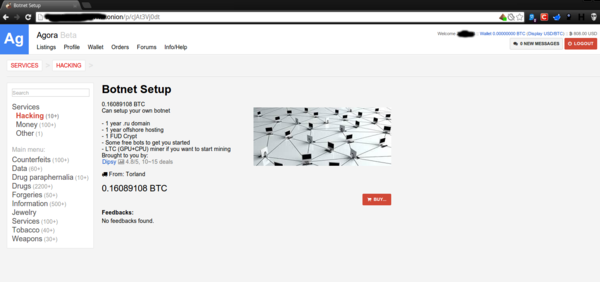 Botnet Setup
onion/p/cjAt3Vj0dt
Ag
Agora Beta
Listings Profile Wallet Orders Forums Info/Help
Welcome
Wallet 0.00000000 BTC (Display USD/BTC)
USD
0 NEW MESSAGES
LOGOUT
SERVICES
HACKING
Search
Services
Hacking (10+)
Money (100+)
Other (1)
Main menu:
Counterfeits (100+)
Data (60+)
Drug paraphernalia (10+)
Drugs (2200+)
Forgeries (50+)
Information (500+)
Jewelry
Services (100+)
Tobacco (40+)
Weapons (30+)
Botnet Setup
0.16089108 BTC
Can setup your own botnet
- 1 year .ru domain
- 1 year offshore hosting
- 1 FUD Crypt
- Some free bots to get you started
- LTC (GPU+CPU) miner if you want to start mining
Brought to you by:
Dipsy 4.8/5, 10~15 deals
From: Torland
0.16089108 BTC
BUY...
Feedbacks:
No feedbacks found.